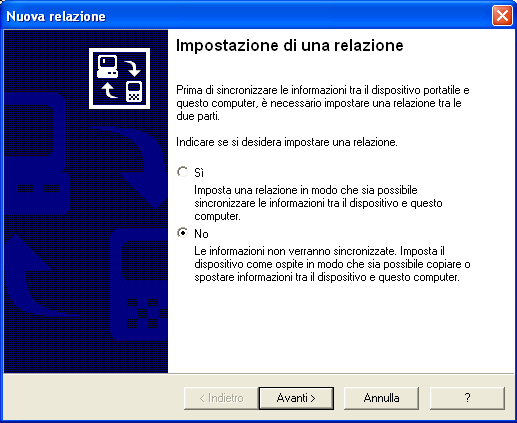 Nuova relazione
Impostazione di una relazione
Prima di sincronizzare le informazioni tra il dispositivo portatile e
questo computer, è necessario impostare una relazione tra le
due parti.
Indicare se si desidera impostare una relazione.
Sì
Imposta una relazione in modo che sia possibile
sincronizzare le informazioni tra il dispositivo e questo
computer.
No
Le informazioni non verranno sincronizzate. Imposta il
dispositivo come ospite in modo che sia possibile copiare o
spostare informazioni tra il dispositivo e questo computer.
< Indietro Avanti > Annulla ?